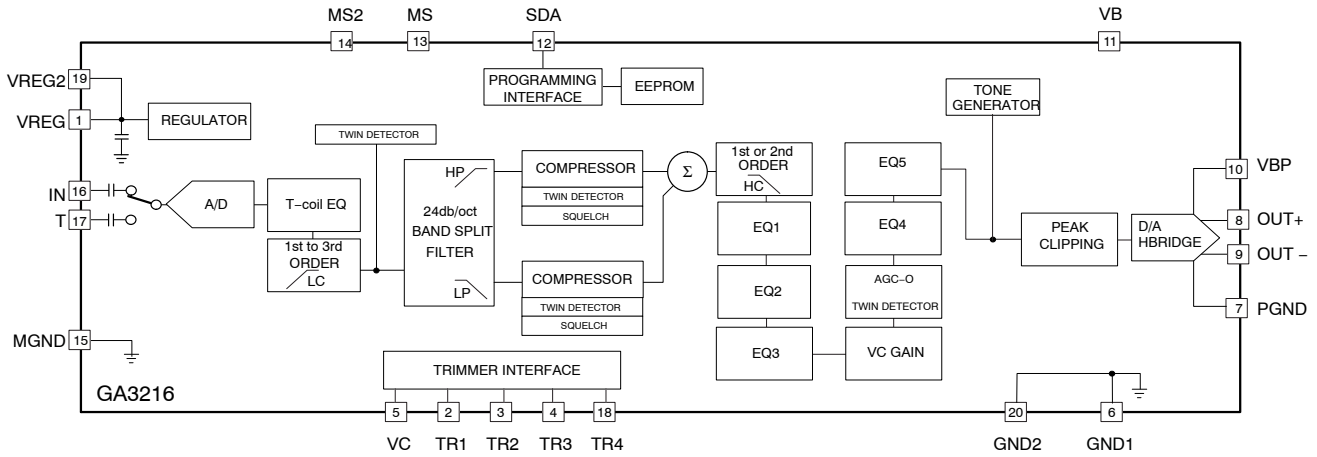 MS2 MS SDA VB
14 13 12 11
VREG2 19
PROGRAMMING
INTERFACE
EEPROM
TONE
GENERATOR
VREG 1
REGULATOR
TWIN DETECTOR
HP
24db/oct
BAND SPLIT
FILTER
LP
COMPRESSOR
TWIN DETECTOR
SQUELCH
COMPRESSOR
TWIN DETECTOR
SQUELCH
Σ
1st or 2nd
ORDER
HC
EQ1
EQ2
EQ3
EQ5
EQ4
AGC−O
TWIN DETECTOR
VC GAIN
IN 16
T 17
A/D
T−coil EQ
1st to 3rd
ORDER
LC
PEAK
CLIPPING
D/A
HBRIDGE
10 VBP
8 OUT+
9 OUT −
7 PGND
MGND 15
GA3216
TRIMMER INTERFACE
5 2 3 4 18 20 6
VC TR1 TR2 TR3 TR4 GND2 GND1